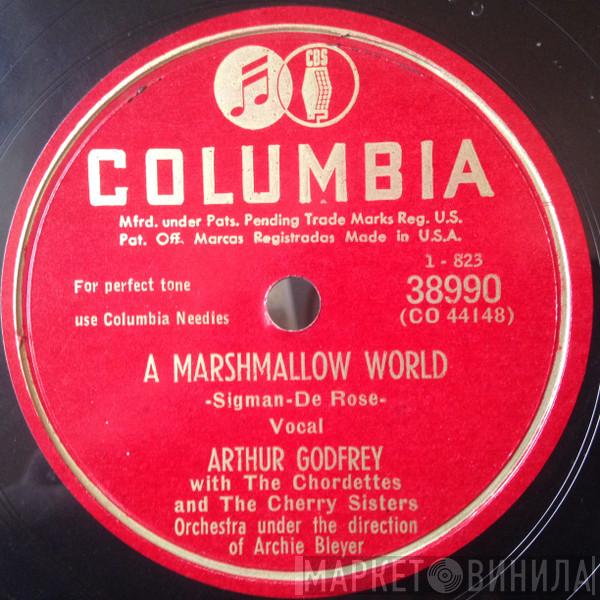 CBS
COLUMBIA
Mfrd. under Pats. Pending Trade Marks Reg. U.S.
Pat. Off. Marcas Registradas Made in U.S.A.
1 - 823
For perfect tone
38990
use Columbia Needles
(CO 44148)
A MARSHMALLOW WORLD
-Sigman-De Rose-
Vocal
ARTHUR GODFREY
with The Chordettes
and The Cherry Sisters
Orchestra under the direction
of Archie Bleyer
МАРКЕТ ВИНИЛА